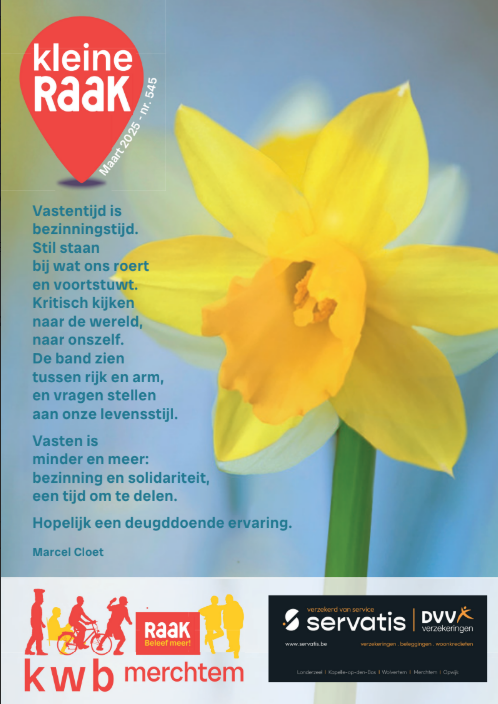 kleine
RaaK
Maart 2025 - nr. 545
Vastentijd is
bezinningstijd.
Stil staan
bij wat ons roert
en voortstuwt.
Kritisch kijken
naar de wereld,
naar onszelf.
De band zien
tussen rijk en arm,
en vragen stellen
aan onze levensstijl.
Vasten is
minder en meer:
bezinning en solidariteit,
een tijd om te delen.
Hopelijk een deugddoende ervaring.
Marcel Cloet
RaaK
Beleef meer!
kwb merchtem
verzekerd van service
servatis
DVV
verzekeringen
www.servatis.be
verzekeringen . beleggingen . woonkredieten
Londerzeel | Kapelle-op-den-Bos | Wolvertem | Merchtem | Opwijk